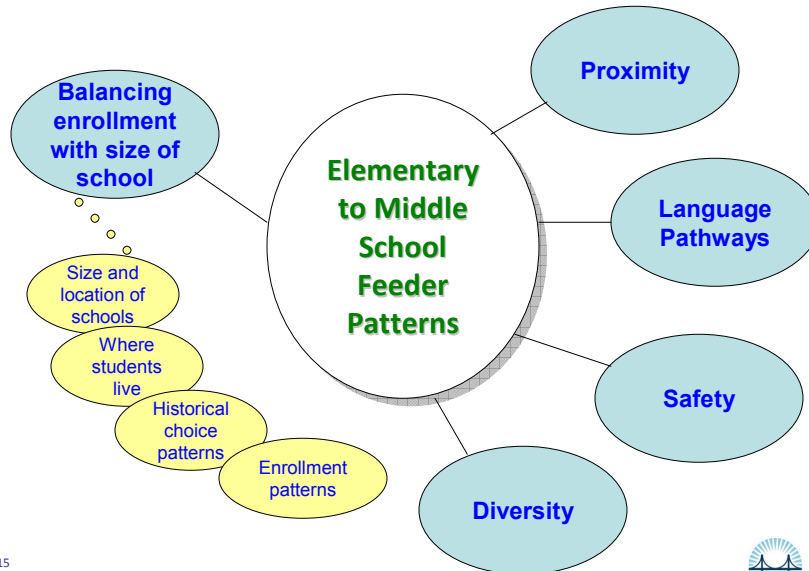 Balancing
enrollment
with size of
school
Size and
location of
schools
Where
students
live
Historical
choice
patterns
Enrollment
patterns
Elementary
to Middle
School
Feeder
Patterns
Proximity
Language
Pathways
Safety
Diversity
15